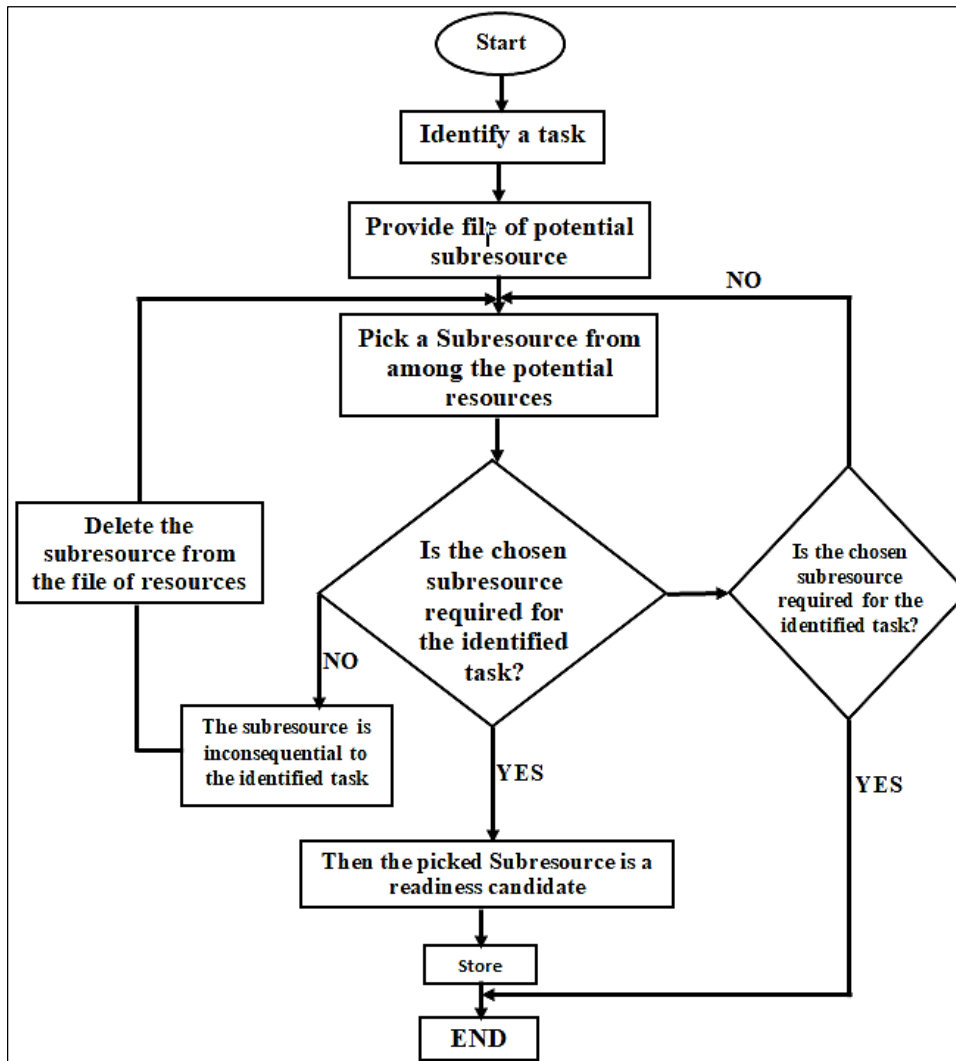 Start
Identify a task
Provide file of potential
subresource
NO
Pick a Subresource from
among the potential
resources
Delete the
subresource from
the file of resources
Is the chosen
subresource
required for
the identified
task?
Is the chosen
subresource
required for the
identified task?
NO
The subresource is
inconsequential to
the identified task
YES
YES
Then the picked Subresource is a
readiness candidate
Store
END